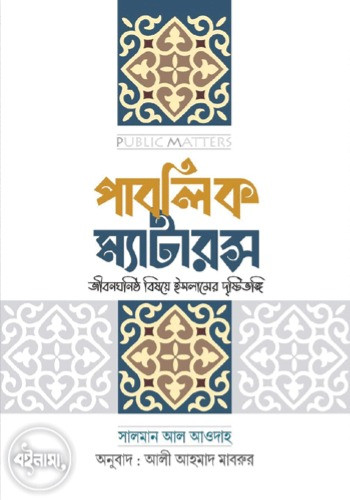 PUBLIC MATTERS
পাবলিক
ম্যাটারস
জীবনঘনিষ্ঠ বিষয়ে ইসলামের দৃষ্টিভঙ্গি
সালমান আল আওদাহ
অনুবাদ : আলী আহমাদ মাবরুর
বইনামা